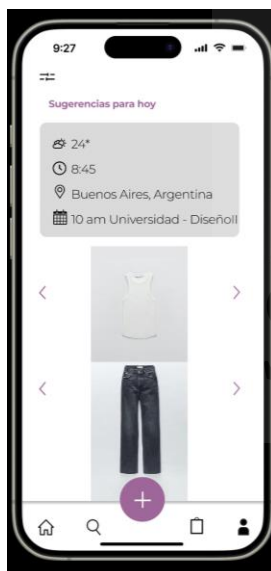 9:27
Sugerencias para hoy
24°
8:45
Buenos Aires, Argentina
10 am Universidad - DiseñoII
+